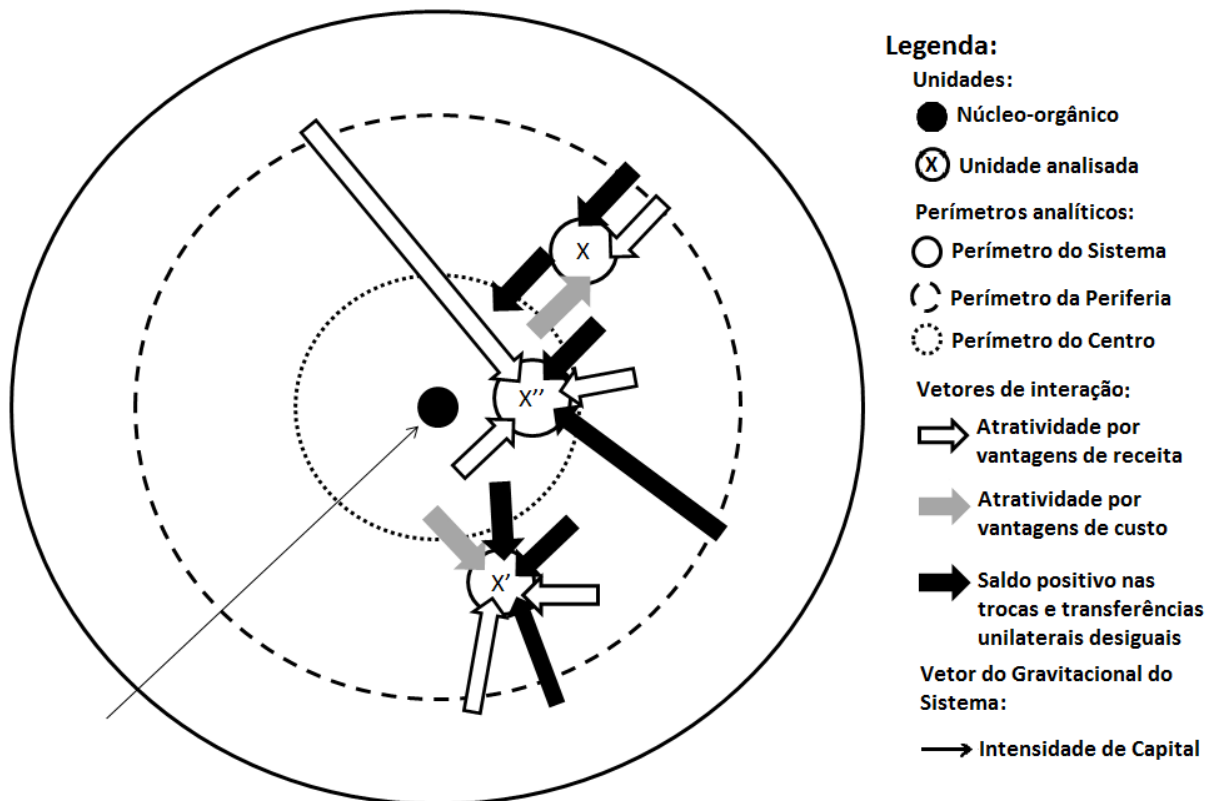 Legenda:
Unidades:
Núcleo-orgânico
X
Unidade analisada
Perímetros analíticos:
Perímetro do Sistema
Perímetro da Periferia
Perímetro do Centro
Vetores de interação:
Atratividade por
vantagens de receita
Atratividade por
vantagens de custo
Saldo positivo nas
trocas e transferências
unilaterais desiguais
Vetor do Gravitacional do
Sistema:
Intensidade de Capital
X
X''
X'